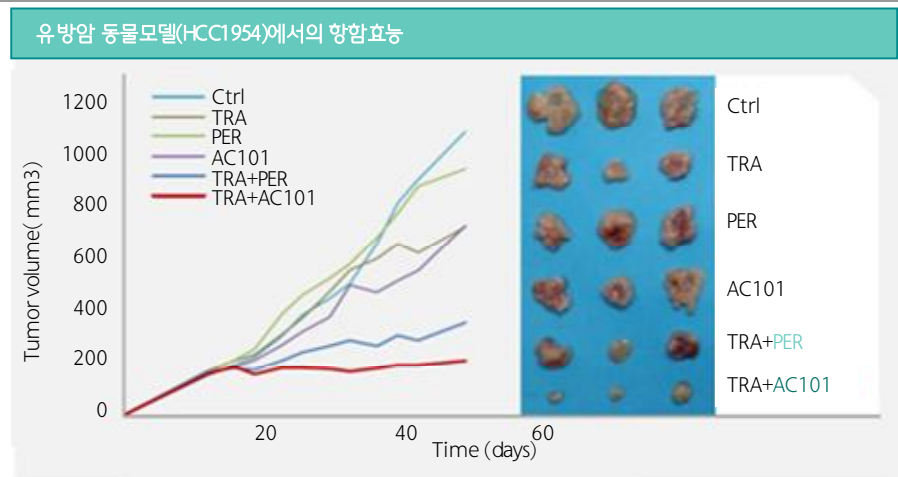 유방암 동물모델(HCC1954)에서의 항함효능
1200
1000
800
600
400
200
0
Tumor volume( mm3)
Ctrl
TRA
PER
AC101
TRA+PER
TRA+AC101
20
40
60
Time (days)
Ctrl
TRA
PER
AC101
TRA+PER
TRA+AC101